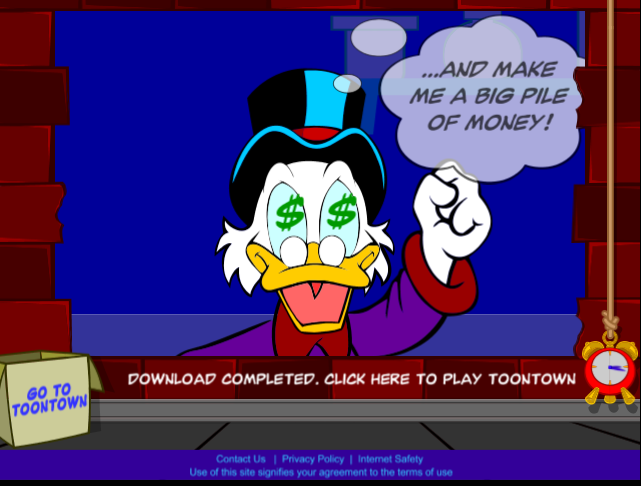 ...AND MAKE
ME A BIG PILE
OF MONEY!
$ $
GO TO
TOONTOWN
DOWNLOAD COMPLETED. CLICK HERE TO PLAY TOONTOWN
Contact Us | Privacy Policy | Internet Safety
Use of this site signifies your agreement to the terms of use